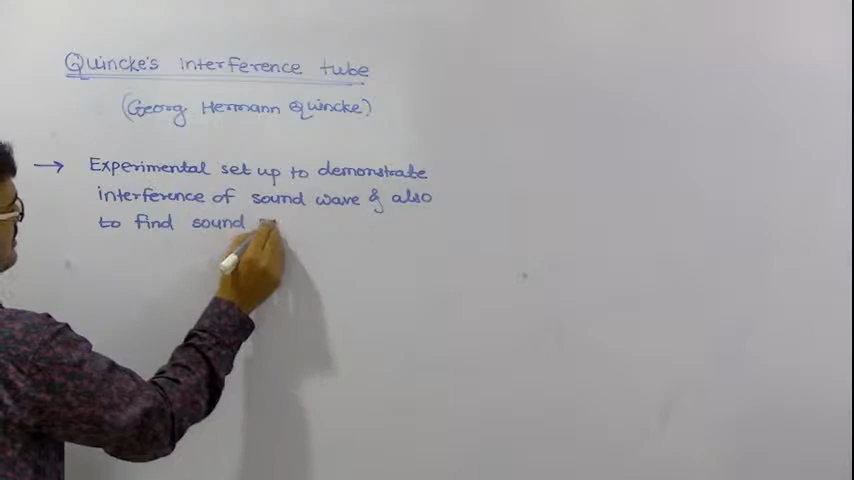 Quincke's interference tube
(Georg Hermann Quincke)
→ Experimental set up to demonstrate
interference of sound wave & also
to find sound